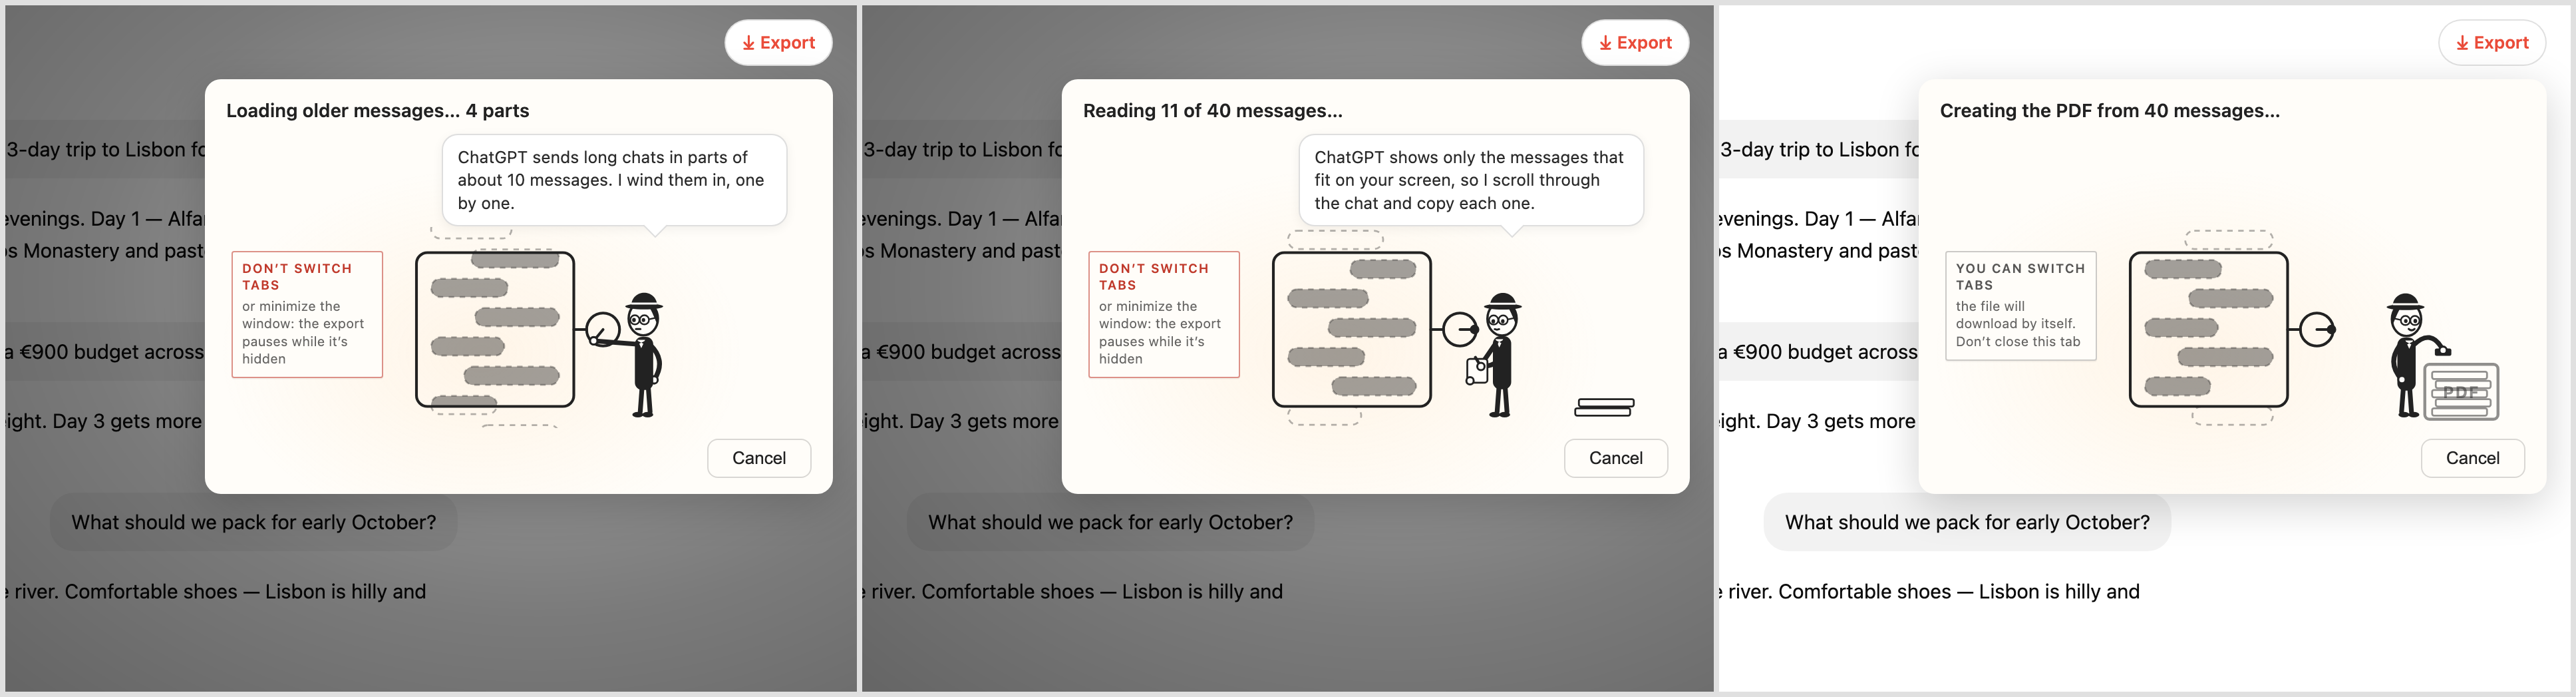 Export
Loading older messages... 4 parts
3-day trip to Lisbon fo
ChatGPT sends long chats in parts of
about 10 messages. I wind them in, one
by one.
evenings. Day 1 — Alfa
os Monastery and past
DON'T SWITCH
TABS
or minimize the
window: the export
pauses while it's
hidden
a €900 budget across
ight. Day 3 gets more
Cancel
What should we pack for early October?
e river. Comfortable shoes — Lisbon is hilly and
Export
Reading 11 of 40 messages...
3-day trip to Lisbon fo
ChatGPT shows only the messages that
fit on your screen, so I scroll through
the chat and copy each one.
evenings. Day 1 — Alfa
os Monastery and past
DON'T SWITCH
TABS
or minimize the
window: the export
pauses while it's
hidden
a €900 budget across
ight. Day 3 gets more
Cancel
What should we pack for early October?
e river. Comfortable shoes — Lisbon is hilly and
Export
Creating the PDF from 40 messages...
3-day trip to Lisbon fo
evenings. Day 1 — Alfa
os Monastery and past
YOU CAN SWITCH
TABS
the file will
download by itself.
Don't close this tab
a €900 budget across
PDF
ight. Day 3 gets more
Cancel
What should we pack for early October?
e river. Comfortable shoes — Lisbon is hilly and